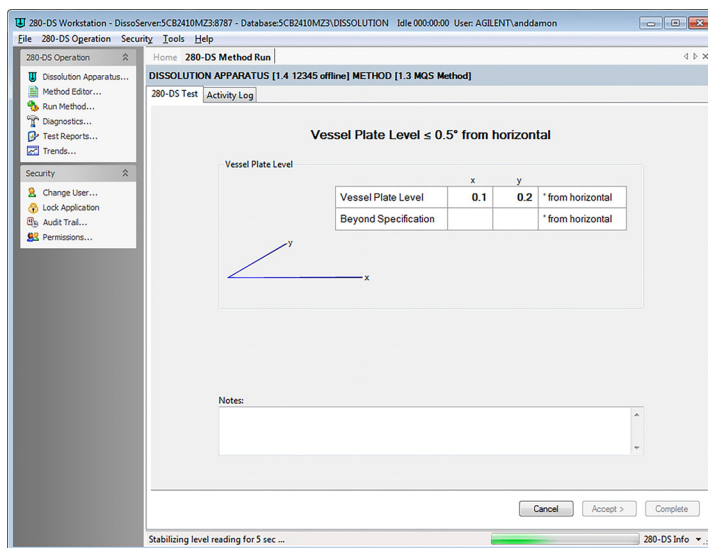 280-DS Workstation - DissoServer:5CB2410MZ3:8787 - Database:5CB2410MZ3\DISSOLUTION Idle 000:00:00 User: AGILENT\anddamon
File 280-DS Operation Security Tools Help
280-DS Operation
Dissolution Apparatus...
Method Editor...
Run Method...
Diagnostics...
Test Reports...
Trends...
Security
Change User...
Lock Application
Audit Trail...
Permissions...
Home 280-DS Method Run
DISSOLUTION APPARATUS [1.4 12345 offline] METHOD [1.3 MQS Method]
280-DS Test Activity Log
Vessel Plate Level ≤ 0.5° from horizontal
Vessel Plate Level
x y
Vessel Plate Level 0.1 0.2 ° from horizontal
Beyond Specification ° from horizontal
y
x
Notes:
Cancel Accept > Complete
Stabilizing level reading for 5 sec ... 280-DS Info